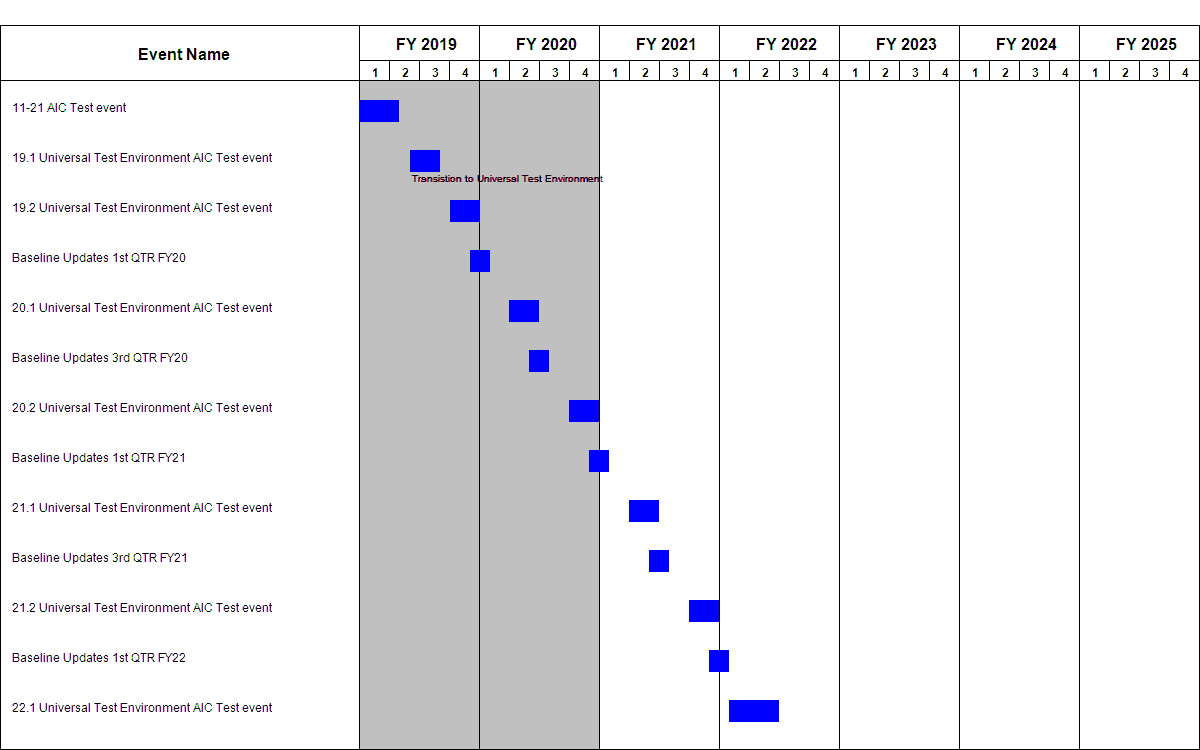 FY 2019 FY 2020 FY 2021 FY 2022 FY 2023 FY 2024 FY 2025
Event Name
1 2 3 4 1 2 3 4 1 2 3 4 1 2 3 4 1 2 3 4 1 2 3 4 1 2 3 4
11-21 AIC Test event
19.1 Universal Test Environment AIC Test event
Transistion to Universal Test Environment
19.2 Universal Test Environment AIC Test event
Baseline Updates 1st QTR FY20
20.1 Universal Test Environment AIC Test event
Baseline Updates 3rd QTR FY20
20.2 Universal Test Environment AIC Test event
Baseline Updates 1st QTR FY21
21.1 Universal Test Environment AIC Test event
Baseline Updates 3rd QTR FY21
21.2 Universal Test Environment AIC Test event
Baseline Updates 1st QTR FY22
22.1 Universal Test Environment AIC Test event